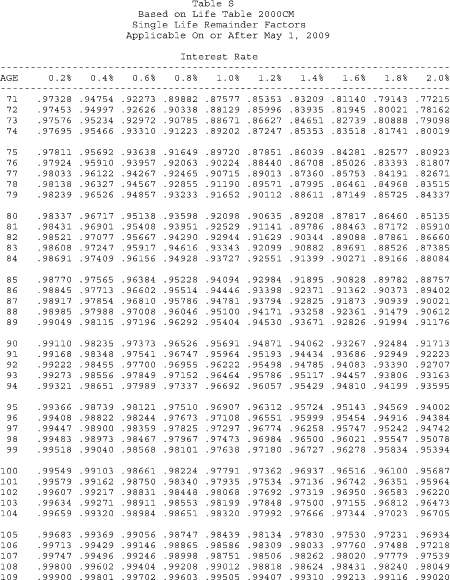 Table S
Based on Life Table 2000CM
Single Life Remainder Factors
Applicable On or After May 1, 2009
Interest Rate
AGE 0.2% 0.4% 0.6% 0.8% 1.0% 1.2% 1.4% 1.6% 1.8% 2.0%
71 .97328 .94754 .92273 .89882 .87577 .85353 .83209 .81140 .79143 .77215
72 .97453 .94997 .92626 .90338 .88129 .85996 .83935 .81945 .80021 .78162
73 .97576 .95234 .92972 .90785 .88671 .86627 .84651 .82739 .80888 .79098
74 .97695 .95466 .93310 .91223 .89202 .87247 .85353 .83518 .81741 .80019
75 .97811 .95692 .93638 .91649 .89720 .87851 .86039 .84281 .82577 .80923
76 .97924 .95910 .93957 .92063 .90224 .88440 .86708 .85026 .83393 .81807
77 .98033 .96122 .94267 .92465 .90715 .89013 .87360 .85753 .84191 .82671
78 .98138 .96327 .94567 .92855 .91190 .89571 .87995 .86461 .84968 .83515
79 .98239 .96526 .94857 .93233 .91652 .90112 .88611 .87149 .85725 .84337
80 .98337 .96717 .95138 .93598 .92098 .90635 .89208 .87817 .86460 .85135
81 .98431 .96901 .95408 .93951 .92529 .91141 .89786 .88463 .87172 .85910
82 .98521 .97077 .95667 .94290 .92944 .91629 .90344 .89088 .87861 .86660
83 .98608 .97247 .95917 .94616 .93343 .92099 .90882 .89691 .88526 .87385
84 .98691 .97409 .96156 .94928 .93727 .92551 .91399 .90271 .89166 .88084
85 .98770 .97565 .96384 .95228 .94094 .92984 .91895 .90828 .89782 .88757
86 .98845 .97713 .96602 .95514 .94446 .93398 .92371 .91362 .90373 .89402
87 .98917 .97854 .96810 .95786 .94781 .93794 .92825 .91873 .90939 .90021
88 .98985 .97988 .97008 .96046 .95100 .94171 .93258 .92361 .91479 .90612
89 .99049 .98115 .97196 .96292 .95404 .94530 .93671 .92826 .91994 .91176
90 .99110 .98235 .97373 .96526 .95691 .94871 .94062 .93267 .92484 .91713
91 .99168 .98348 .97541 .96747 .95964 .95193 .94434 .93686 .92949 .92223
92 .99222 .98455 .97700 .96955 .96222 .95498 .94785 .94083 .93390 .92707
93 .99273 .98556 .97849 .97152 .96464 .95786 .95117 .94457 .93806 .93163
94 .99321 .98651 .97989 .97337 .96692 .96057 .95429 .94810 .94199 .93595
95 .99366 .98739 .98121 .97510 .96907 .96312 .95724 .95143 .94569 .94002
96 .99408 .98822 .98244 .97673 .97108 .96551 .95999 .95454 .94916 .94384
97 .99447 .98900 .98359 .97825 .97297 .96774 .96258 .95747 .95242 .94742
98 .99483 .98973 .98467 .97967 .97473 .96984 .96500 .96021 .95547 .95078
99 .99518 .99040 .98568 .98101 .97638 .97180 .96727 .96278 .95834 .95394
100 .99549 .99103 .98661 .98224 .97791 .97362 .96937 .96516 .96100 .95687
101 .99579 .99162 .98750 .98340 .97935 .97534 .97136 .96742 .96351 .95964
102 .99607 .99217 .98831 .98448 .98068 .97692 .97319 .96950 .96583 .96220
103 .99634 .99271 .98911 .98553 .98199 .97848 .97500 .97155 .96812 .96473
104 .99659 .99320 .98984 .98651 .98320 .97992 .97666 .97344 .97023 .96705
105 .99683 .99369 .99056 .98747 .98439 .98134 .97830 .97530 .97231 .96934
106 .99713 .99429 .99146 .98865 .98586 .98309 .98033 .97760 .97488 .97218
107 .99747 .99496 .99246 .98998 .98751 .98506 .98262 .98020 .97779 .97539
108 .99800 .99602 .99404 .99208 .99012 .98818 .98624 .98431 .98240 .98049
109 .99900 .99801 .99702 .99603 .99505 .99407 .99310 .99213 .99116 .99020